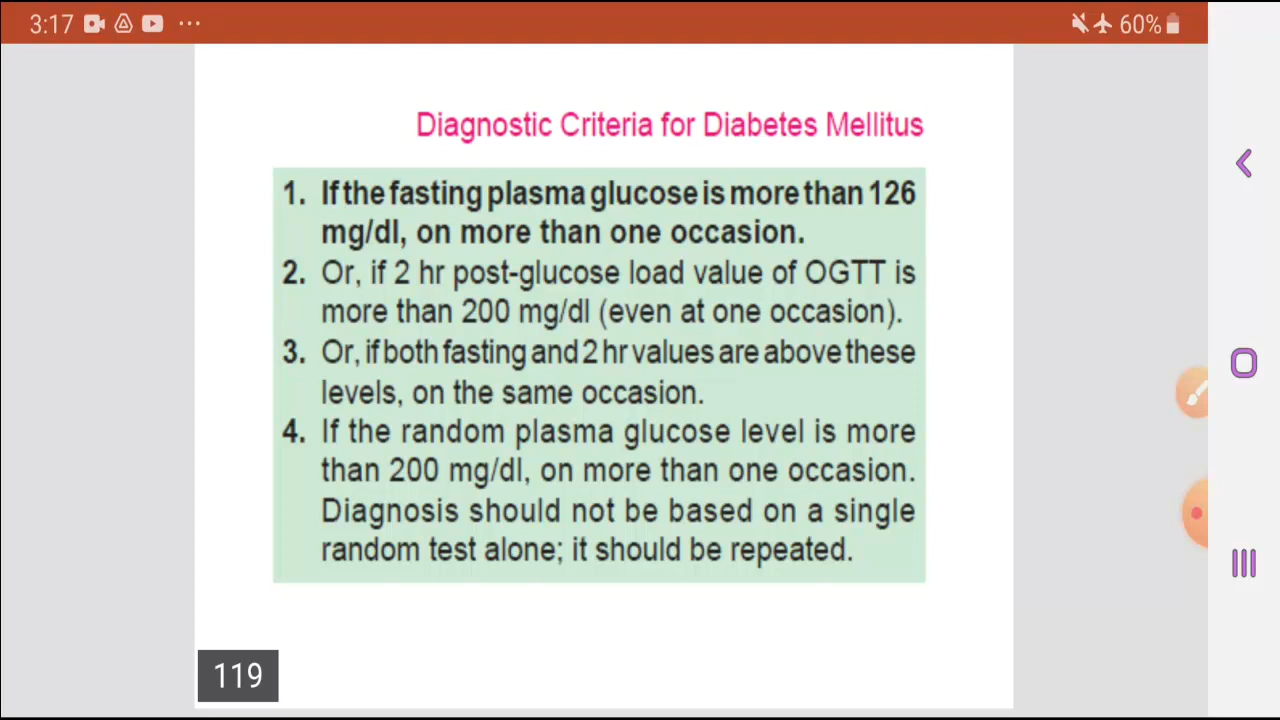 3:17 60%
Diagnostic Criteria for Diabetes Mellitus
1. If the fasting plasma glucose is more than 126
mg/dl, on more than one occasion.
2. Or, if 2 hr post-glucose load value of OGTT is
more than 200 mg/dl (even at one occasion).
3. Or, if both fasting and 2 hr values are above these
levels, on the same occasion.
4. If the random plasma glucose level is more
than 200 mg/dl, on more than one occasion.
Diagnosis should not be based on a single
random test alone; it should be repeated.
119